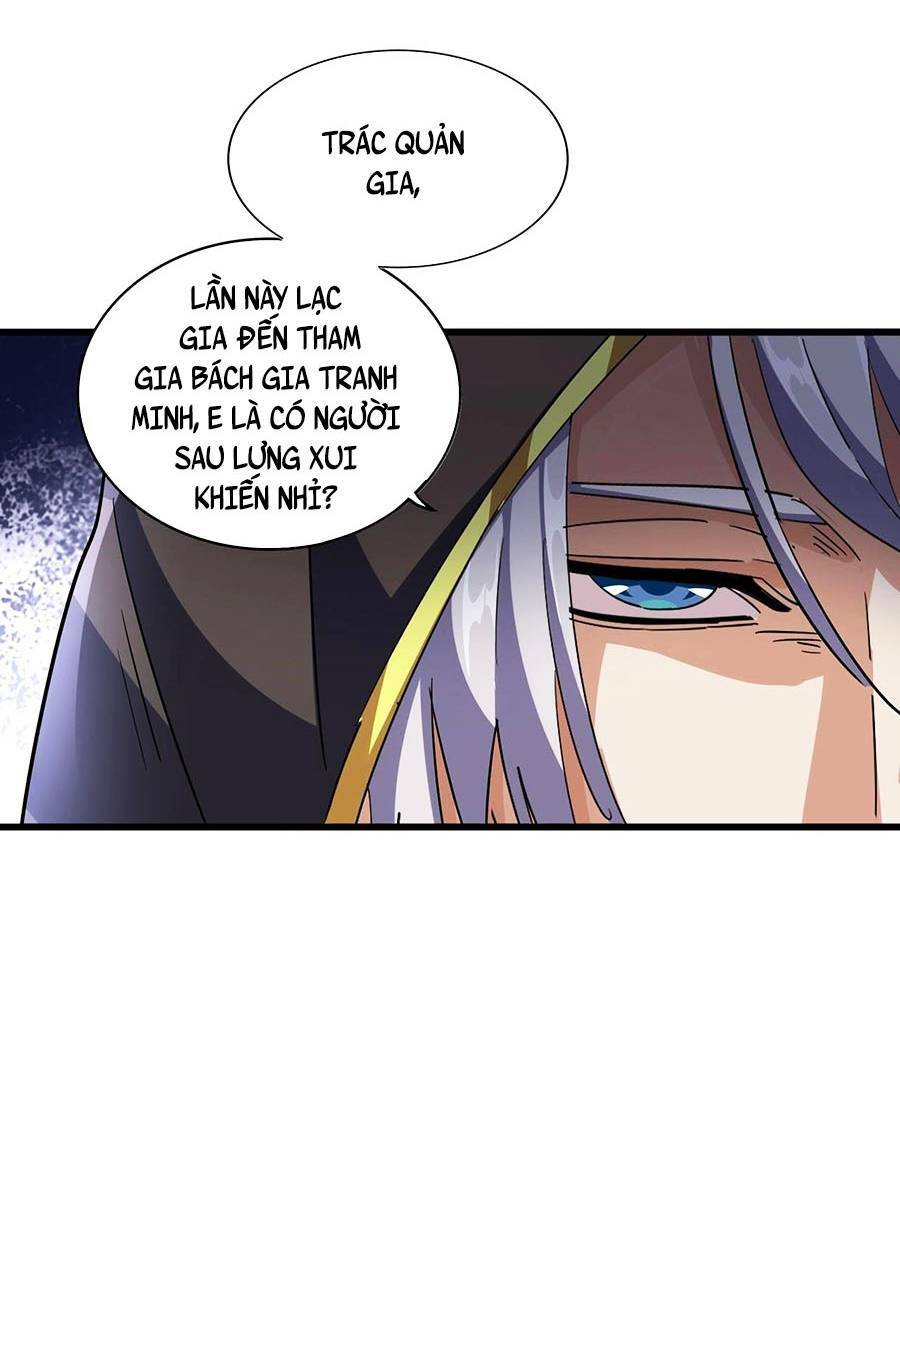 TRÁC QUẢN
GIA,
LẦN NÀY LẠC
GIA ĐẾN THAM
GIA BÁCH GIA TRANH
MINH, E LÀ CÓ NGƯỜI
SAU LƯNG XUI
KHIẾN NHỈ?